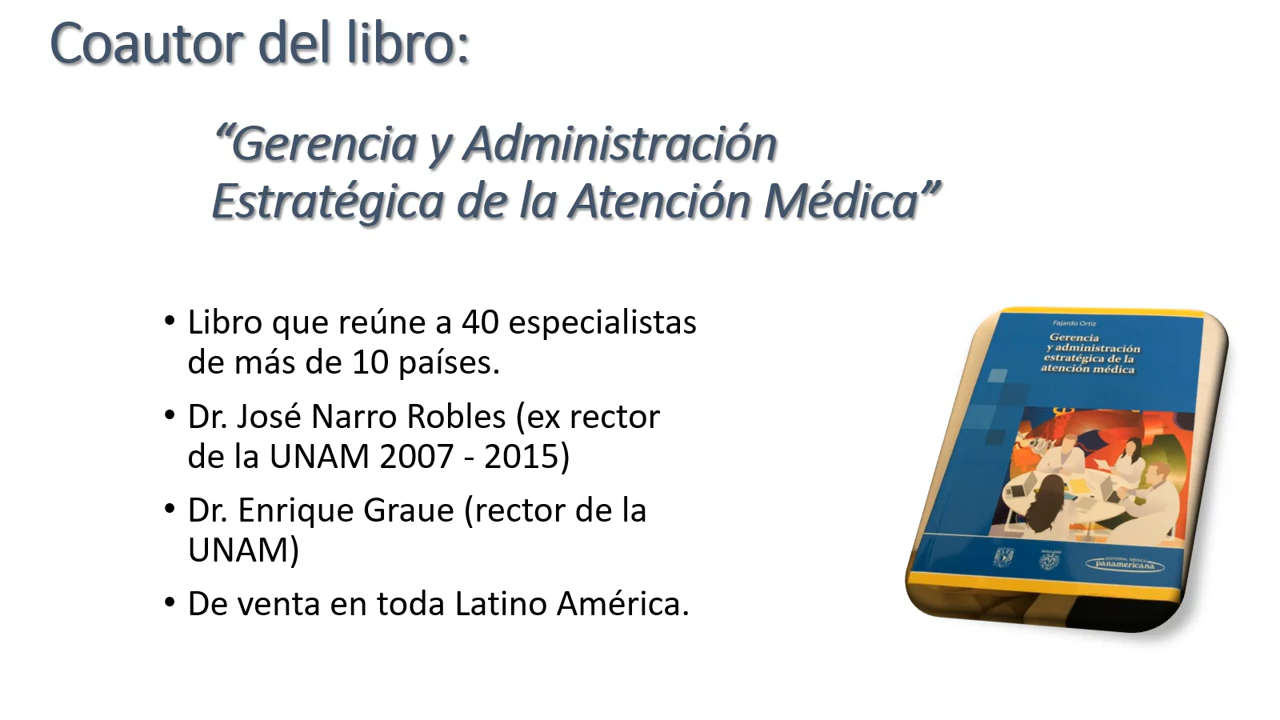 Coautor del libro:
“Gerencia y Administración
Estratégica de la Atención Médica”
• Libro que reúne a 40 especialistas
de más de 10 países.
• Dr. José Narro Robles (ex rector
de la UNAM 2007 - 2015)
• Dr. Enrique Graue (rector de la
UNAM)
• De venta en toda Latino América.
Fajardo Ortiz
Gerencia
y administración
estratégica de la
atención médica
EDITORIAL MEDICA
panamericana